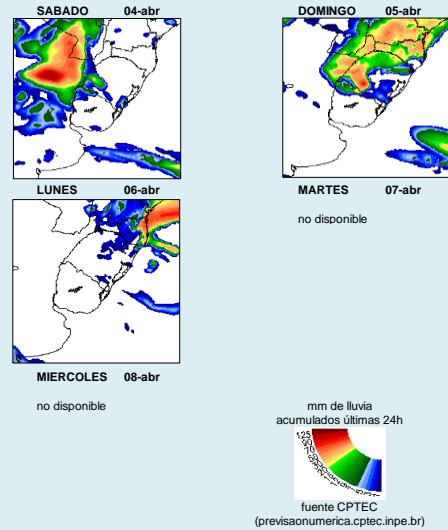 SABADO 04-abr
DOMINGO 05-abr
LUNES 06-abr
MARTES 07-abr
no disponible
MIERCOLES 08-abr
no disponible
mm de lluvia
acumulados últimas 24h
125
fuente CPTEC
(previsaonumerica.cptec.inpe.br)